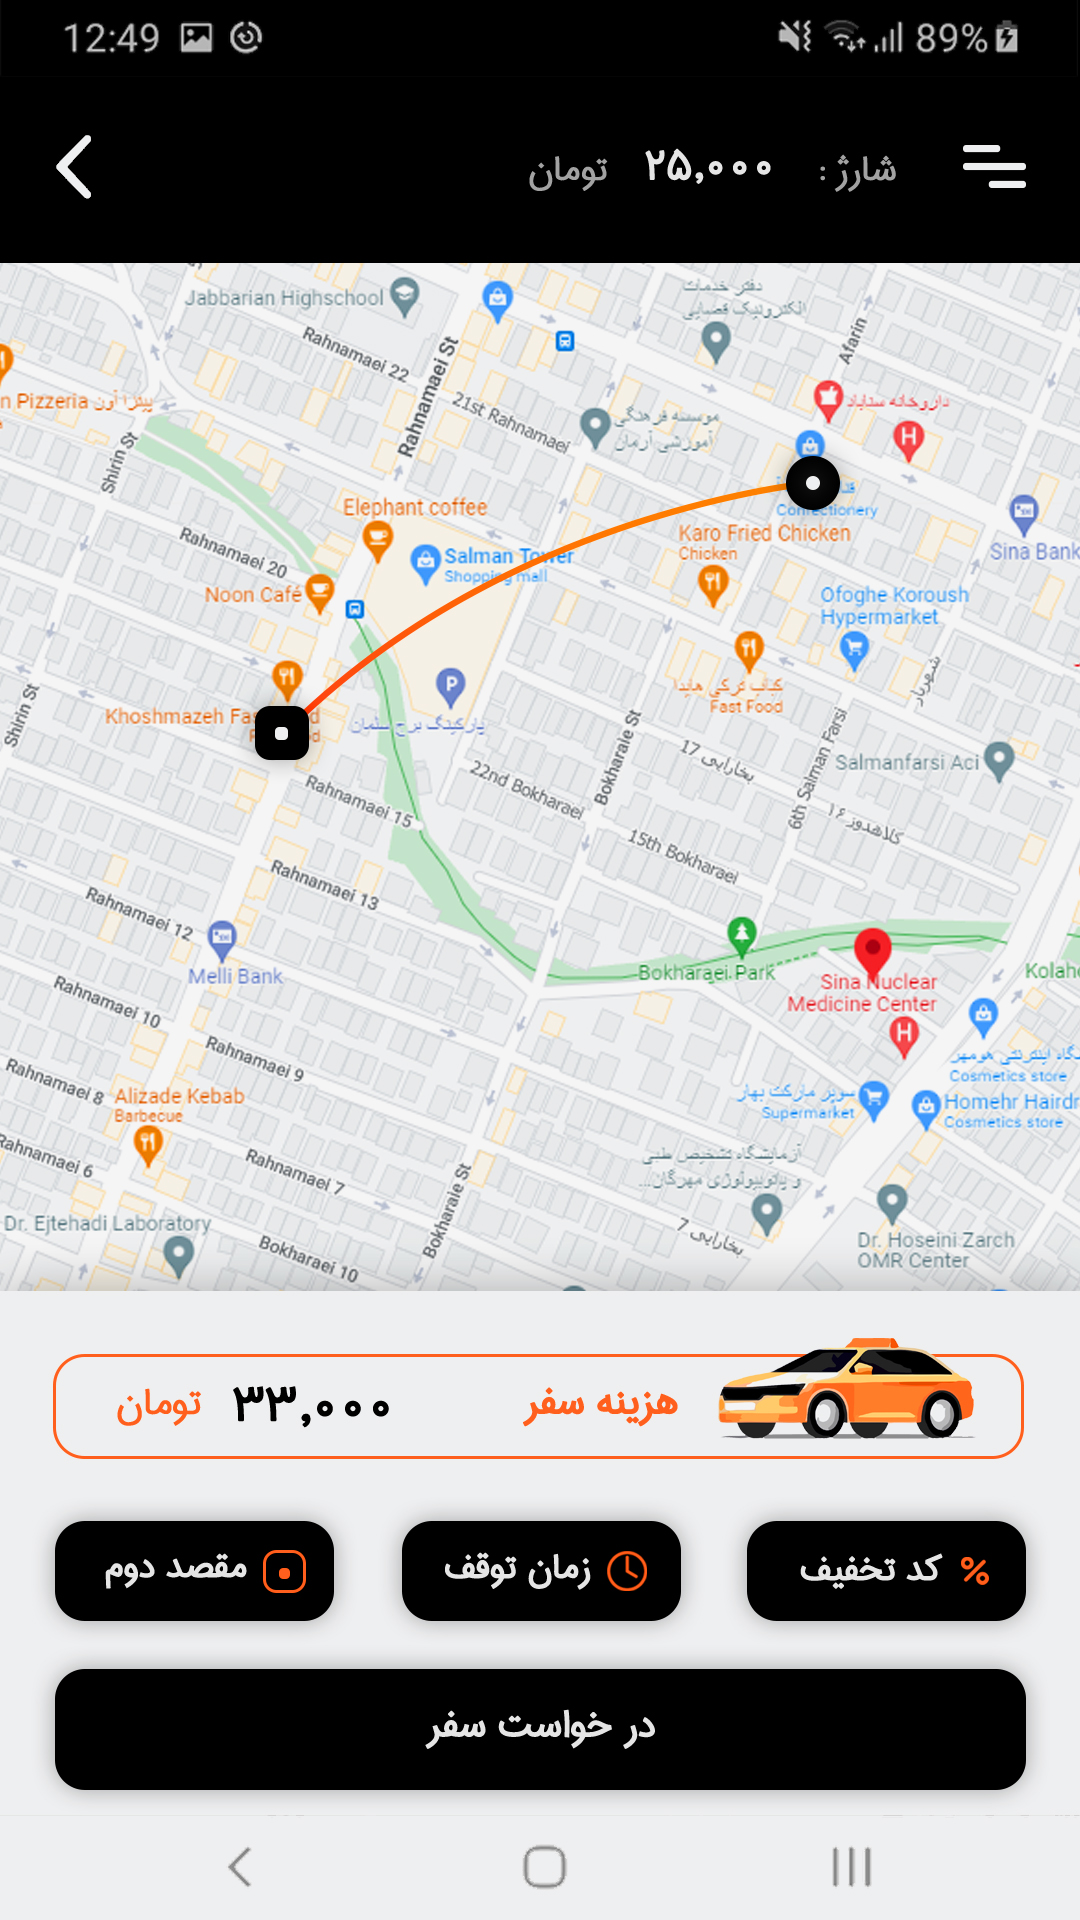 12:49
89%
شارژ : ۲۵,۰۰۰ تومان
دفتر خدمات
الکترونیک قضایی
Jabbarian Highschool
Rahnamaei 22
Rahnamaei St
Afarin
n Pizzeria پیتزا آون
داروخانه سناباد
21st Rahnamaei
موسسه فرهنگی
آموزشی آرمان
Shirin St
Elephant coffee
Confectionery
Karo Fried Chicken
Chicken
Sina Bank
Rahnamaei 20
Salman Tower
Shopping mall
Noon Café
Ofoghe Koroush
Hypermarket
کباب ترکی هایدا
Fast Food
شهریار
Shirin St
Khoshmazeh Fa
پارکینگ برج سلمان
Bokharaie St
بخارایی 17
6th Salman Farsi
Salmanfarsi Aci
22nd Bokharaei
Rahnamaei 15
کلاهدوز ۱۶
15th Bokharaei
Rahnamaei 13
Rahnamaei 12
Melli Bank
Bokharaei Park
Sina Nuclear
Medicine Center
Kolaho
Rahnamaei 10
Rahnamaei 9
Cosmetics store
Rahnamaei 8
Alizade Kebab
Barbecue
سوپر مارکت بهار
Supermarket
Homehr Hairdr
Cosmetics store
Rahnamaei 6
Rahnamaei 7
آزمایشگاه تشخیص طبی
و پاتوبیولوژی مهرگان...
Bokharaie St
Dr. Ejtehadi Laboratory
بخارایی 7
Dr. Hoseini Zarch
OMR Center
Bokharaei 10
هزینه سفر ۳۳,۰۰۰ تومان
% کد تخفیف
زمان توقف
مقصد دوم
در خواست سفر